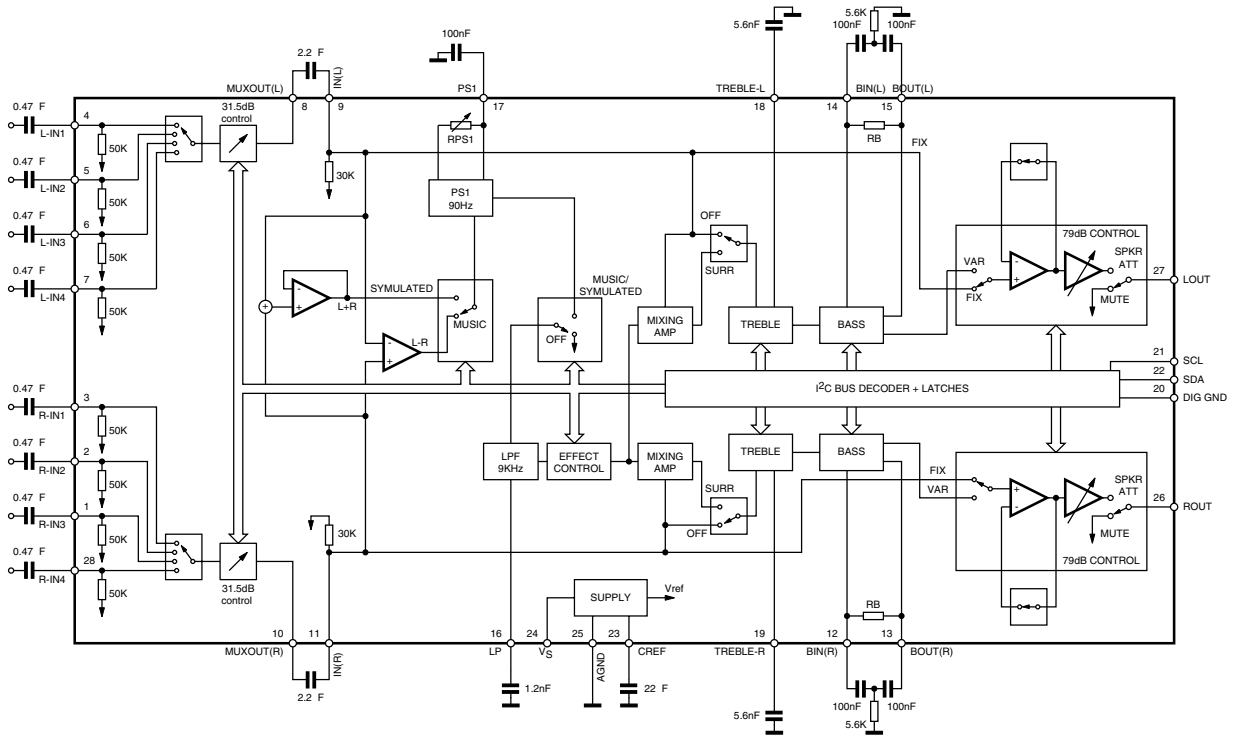 5.6nF
5.6K
100nF 100nF
100nF
2.2 F
IN(L)
MUXOUT(L)
8
9
PS1
17
TREBLE-L
18
14
BIN(L)
15
BOUT(L)
0.47 F
L-IN1
4
50K
31.5dB
control
30K
RPS1
RB
FIX
0.47 F
L-IN2
5
50K
PS1
90Hz
0.47 F
L-IN3
6
50K
OFF
SURR
79dB CONTROL
SPKR
ATT
0.47 F
L-IN4
7
50K
SYMULATED
-
+
+
L+R
MUSIC
MUSIC/
SYMULATED
OFF
MIXING
AMP
TREBLE
BASS
VAR
FIX
-
+
MUTE
27
LOUT
-
+
L-R
I2C BUS DECODER + LATCHES
21
SCL
22
SDA
20
DIG GND
0.47 F
R-IN1
3
50K
0.47 F
R-IN2
2
50K
LPF
9KHz
EFFECT
CONTROL
MIXING
AMP
TREBLE
BASS
FIX
VAR
+
-
SPKR
ATT
26
ROUT
MUTE
79dB CONTROL
0.47 F
R-IN3
1
50K
SURR
OFF
30K
0.47 F
R-IN4
28
50K
31.5dB
control
SUPPLY
Vref
RB
10
MUXOUT(R)
11
IN(R)
16
LP
24
VS
25
AGND
23
CREF
19
TREBLE-R
12
BIN(R)
13
BOUT(R)
2.2 F
1.2nF
22 F
5.6nF
100nF 100nF
5.6K